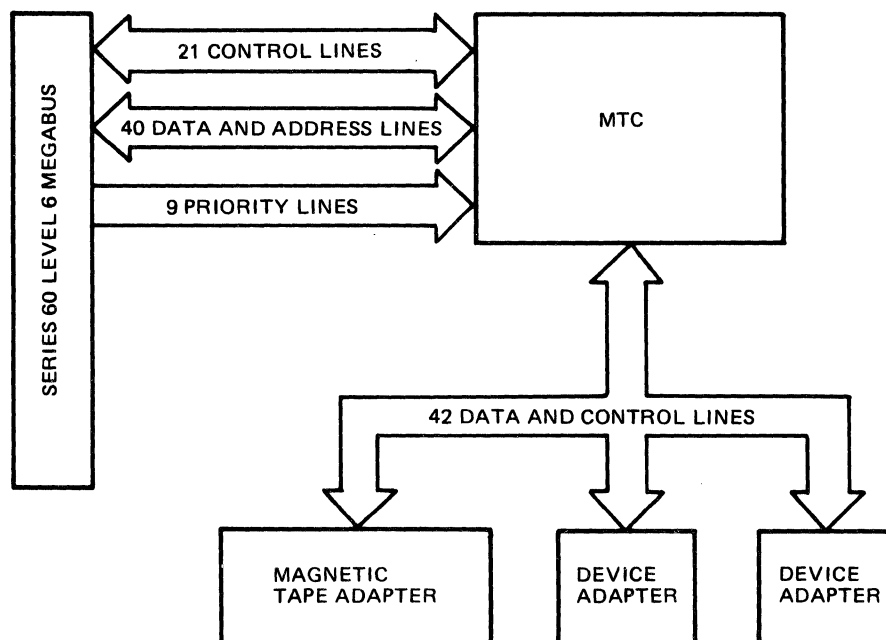 21 CONTROL LINES
40 DATA AND ADDRESS LINES
9 PRIORITY LINES
SERIES 60 LEVEL 6 MEGABUS
MTC
42 DATA AND CONTROL LINES
MAGNETIC
TAPE ADAPTER
DEVICE
ADAPTER
DEVICE
ADAPTER